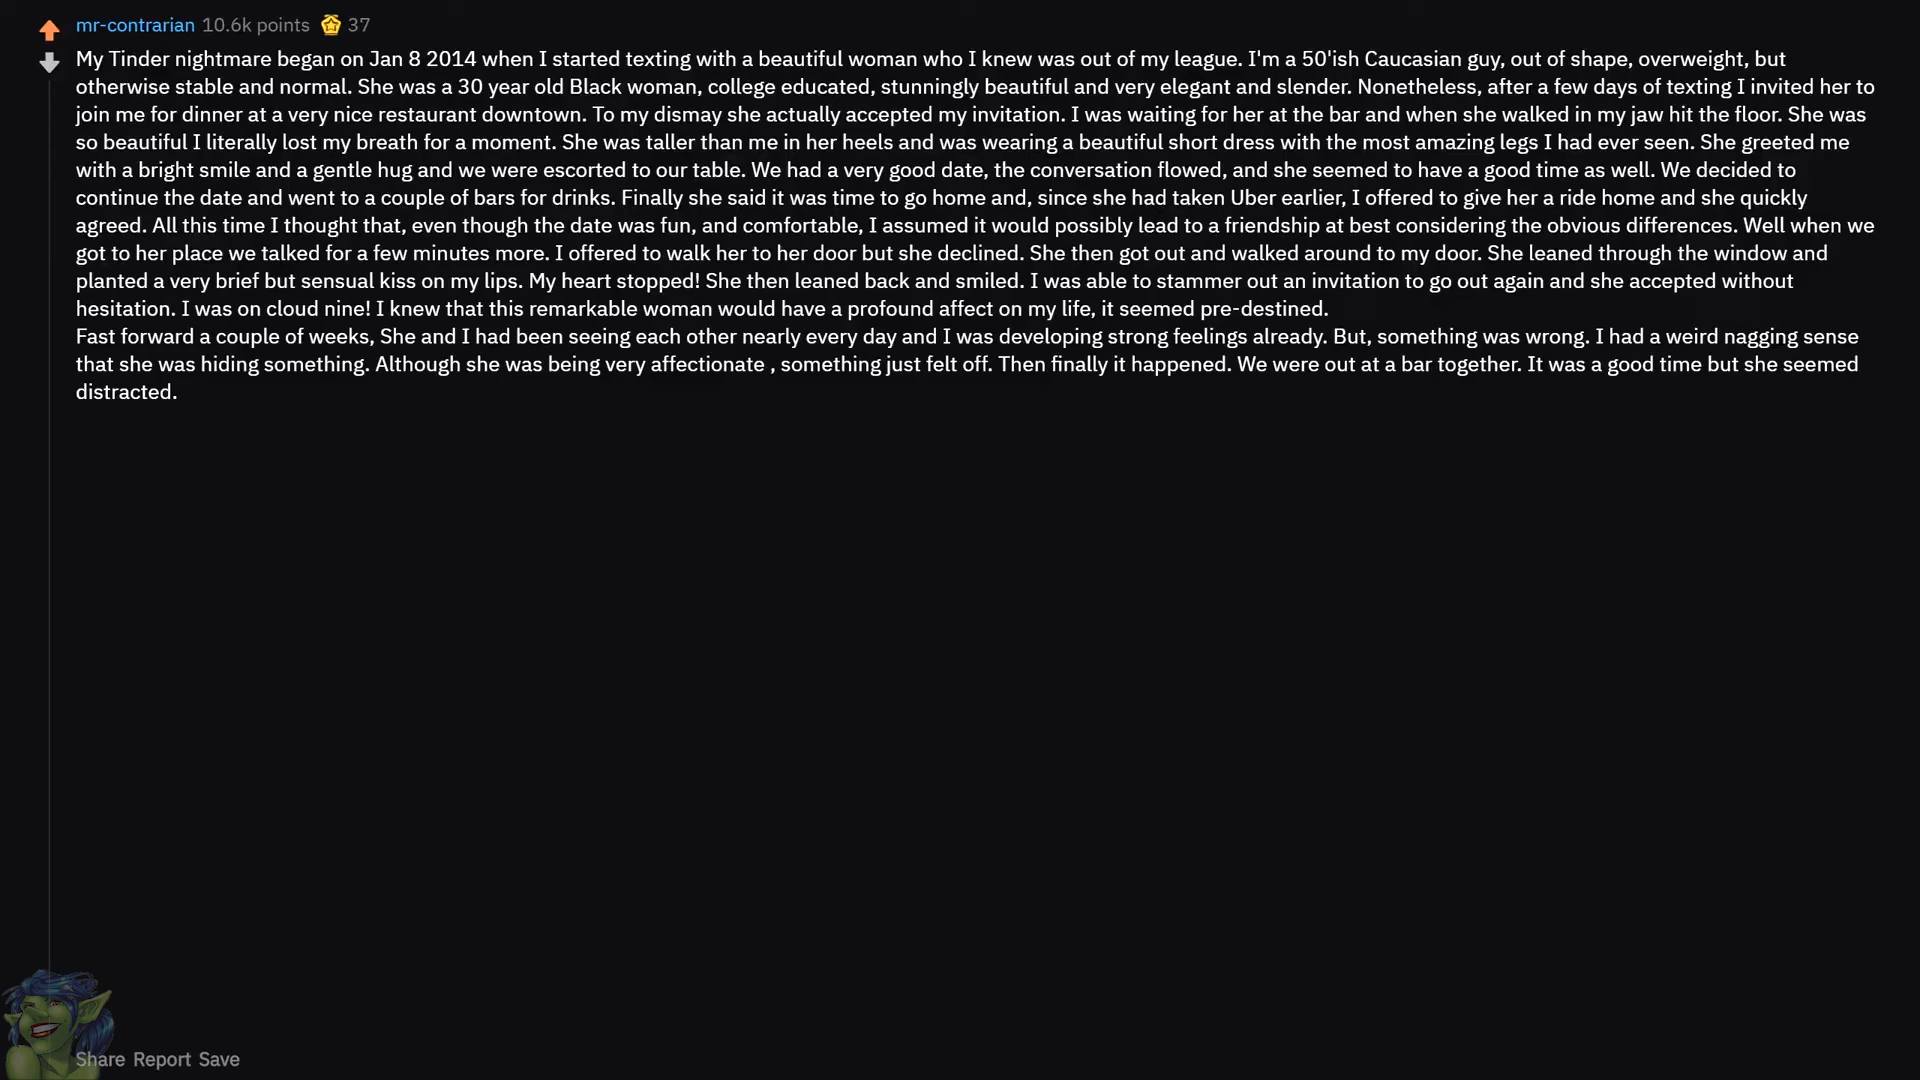 mr-contrarian 10.6k points 37
My Tinder nightmare began on Jan 8 2014 when I started texting with a beautiful woman who I knew was out of my league. I'm a 50'ish Caucasian guy, out of shape, overweight, but
otherwise stable and normal. She was a 30 year old Black woman, college educated, stunningly beautiful and very elegant and slender. Nonetheless, after a few days of texting I invited her to
join me for dinner at a very nice restaurant downtown. To my dismay she actually accepted my invitation. I was waiting for her at the bar and when she walked in my jaw hit the floor. She was
so beautiful I literally lost my breath for a moment. She was taller than me in her heels and was wearing a beautiful short dress with the most amazing legs I had ever seen. She greeted me
with a bright smile and a gentle hug and we were escorted to our table. We had a very good date, the conversation flowed, and she seemed to have a good time as well. We decided to
continue the date and went to a couple of bars for drinks. Finally she said it was time to go home and, since she had taken Uber earlier, I offered to give her a ride home and she quickly
agreed. All this time I thought that, even though the date was fun, and comfortable, I assumed it would possibly lead to a friendship at best considering the obvious differences. Well when we
got to her place we talked for a few minutes more. I offered to walk her to her door but she declined. She then got out and walked around to my door. She leaned through the window and
planted a very brief but sensual kiss on my lips. My heart stopped! She then leaned back and smiled. I was able to stammer out an invitation to go out again and she accepted without
hesitation. I was on cloud nine! I knew that this remarkable woman would have a profound affect on my life, it seemed pre-destined.
Fast forward a couple of weeks, She and I had been seeing each other nearly every day and I was developing strong feelings already. But, something was wrong. I had a weird nagging sense
that she was hiding something. Although she was being very affectionate , something just felt off. Then finally it happened. We were out at a bar together. It was a good time but she seemed
distracted.
Share Report Save